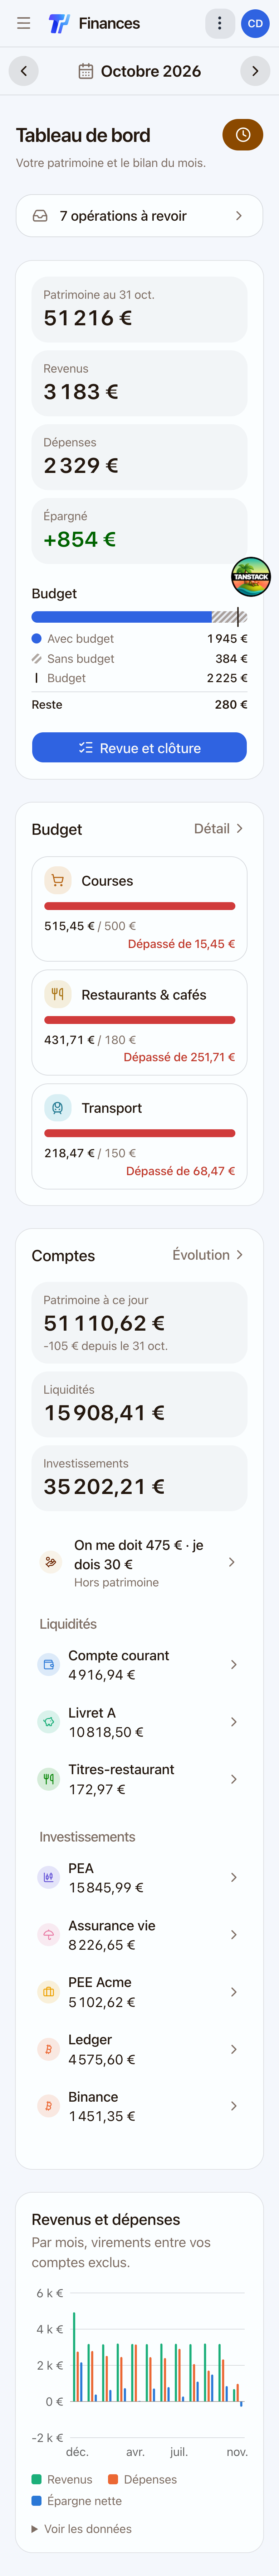 Finances
CD
Octobre 2026
Tableau de bord
Votre patrimoine et le bilan du mois.
7 opérations à revoir
Patrimoine au 31 oct.
51 216 €
Revenus
3 183 €
Dépenses
2 329 €
Épargné
+854 €
TANSTACK
Budget
Avec budget 1 945 €
Sans budget 384 €
Budget 2 225 €
Reste 280 €
Revue et clôture
Budget Détail
Courses
515,45 € / 500 €
Dépassé de 15,45 €
Restaurants & cafés
431,71 € / 180 €
Dépassé de 251,71 €
Transport
218,47 € / 150 €
Dépassé de 68,47 €
Comptes Évolution
Patrimoine à ce jour
51 110,62 €
-105 € depuis le 31 oct.
Liquidités
15 908,41 €
Investissements
35 202,21 €
On me doit 475 € · je
dois 30 €
Hors patrimoine
Liquidités
Compte courant
4 916,94 €
Livret A
10 818,50 €
Titres-restaurant
172,97 €
Investissements
PEA
15 845,99 €
Assurance vie
8 226,65 €
PEE Acme
5 102,62 €
Ledger
4 575,60 €
Binance
1 451,35 €
Revenus et dépenses
Par mois, virements entre vos
comptes exclus.
6 k €
4 k €
2 k €
0 €
-2 k €
déc. avr. juil. nov.
Revenus Dépenses
Épargne nette
Voir les données